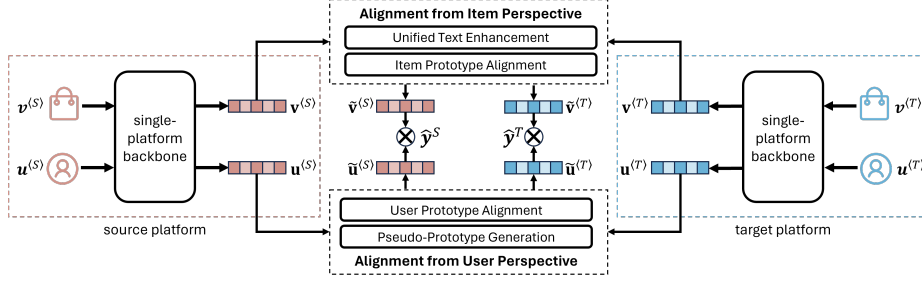 Alignment from Item Perspective
Unified Text Enhancement
Item Prototype Alignment
v⟨S⟩
single-
platform
backbone
v⟨S⟩
u⟨S⟩
u⟨S⟩
source platform
ṽ⟨S⟩
ŷS
ũ⟨S⟩
ṽ⟨T⟩
ŷT
ũ⟨T⟩
v⟨T⟩
single-
platform
backbone
v⟨T⟩
u⟨T⟩
u⟨T
target platform
User Prototype Alignment
Pseudo-Prototype Generation
Alignment from User Perspective